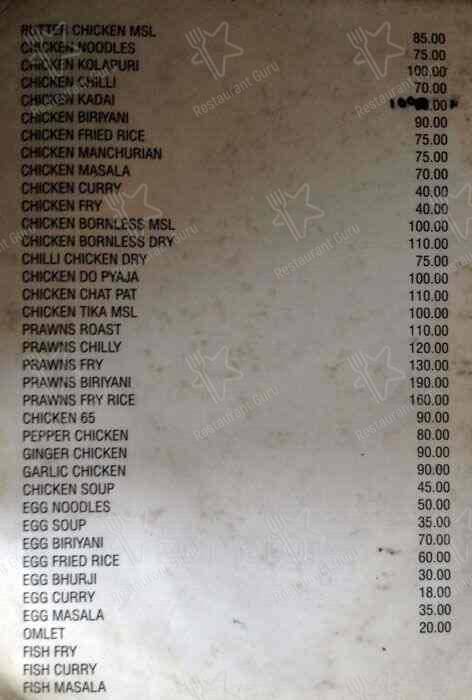 BUTTER CHICKEN MSL 85.00
CHICKEN NOODLES 75.00
CHICKEN KOLAPURI 100.00
CHICKEN CHILLI 70.00
CHICKEN KADAI .00
CHICKEN BIRIYANI 90.00
CHICKEN FRIED RICE 75.00
CHICKEN MANCHURIAN 75.00
CHICKEN MASALA 70.00
CHICKEN CURRY 40.00
CHICKEN FRY 40.00
CHICKEN BORNLESS MSL 100.00
CHICKEN BORNLESS DRY 110.00
CHILLI CHICKEN DRY 75.00
CHICKEN DO PYAJA 100.00
CHICKEN CHAT PAT 110.00
CHICKEN TIKA MSL 100.00
PRAWNS ROAST 110.00
PRAWNS CHILLY 120.00
PRAWNS FRY 130.00
PRAWNS BIRIYANI 190.00
PRAWNS FRY RICE 160.00
CHICKEN 65 90.00
PEPPER CHICKEN 80.00
GINGER CHICKEN 90.00
GARLIC CHICKEN 90.00
CHICKEN SOUP 45.00
EGG NOODLES 50.00
EGG SOUP 35.00
EGG BIRIYANI 70.00
EGG FRIED RICE 60.00
EGG BHURJI 30.00
EGG CURRY 18.00
EGG MASALA 35.00
OMLET 20.00
FISH FRY
FISH CURRY
FISH MASALA
Restaurant Guru